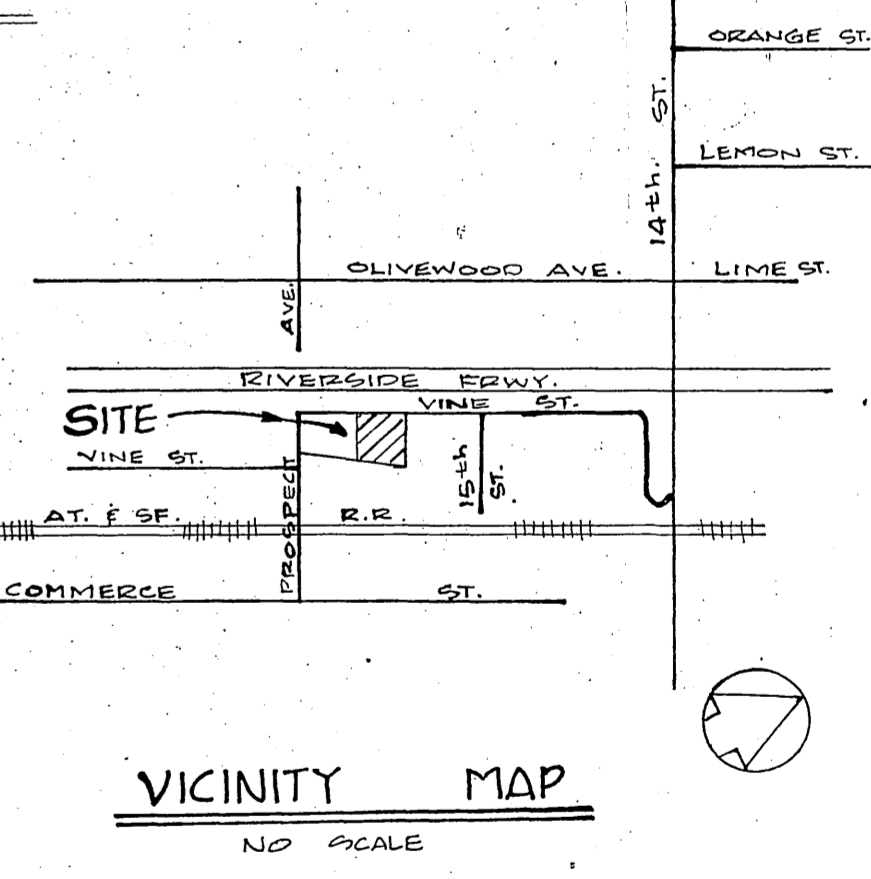 ORANGE ST.
14th. ST.
LEMON ST.
OLIVEWOOD AVE.
LIME ST.
AVE.
RIVERSIDE FRWY.
VINE ST.
SITE
VINE ST.
15th ST.
PROSPECT
AT. & SF. R.R.
COMMERCE ST.
VICINITY MAP
NO SCALE